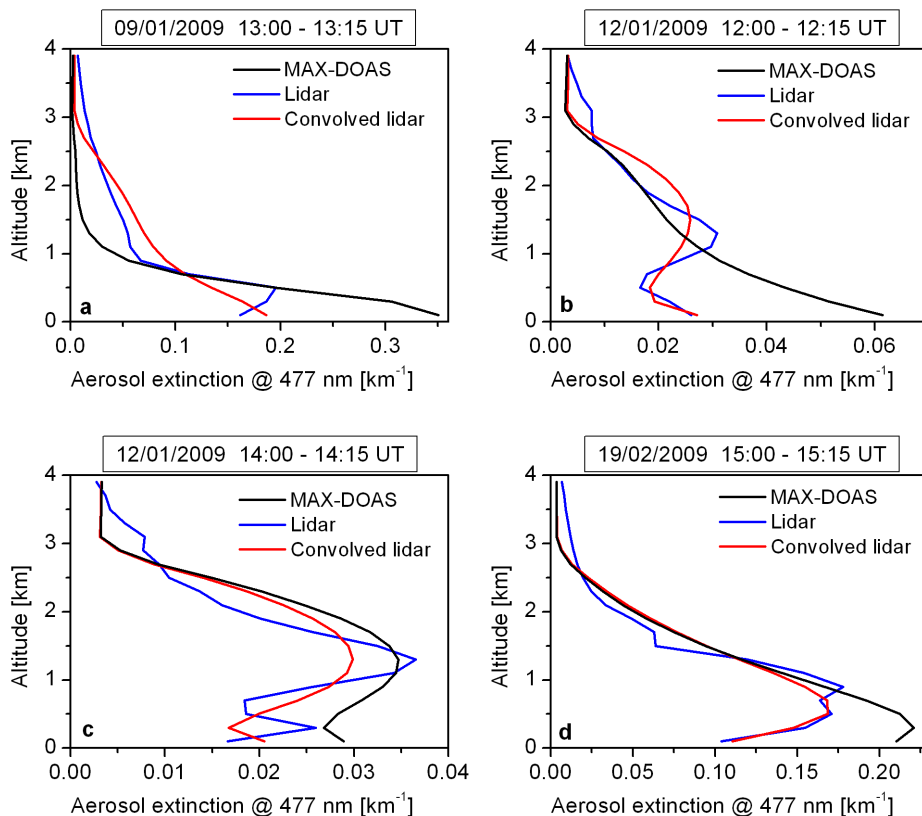 09/01/2009 13:00 - 13:15 UT
4
3
2
1
0
Altitude [km]
MAX-DOAS
Lidar
Convolved lidar
a
0.0 0.1 0.2 0.3
Aerosol extinction @ 477 nm [km⁻¹]
12/01/2009 12:00 - 12:15 UT
4
3
2
1
0
Altitude [km]
MAX-DOAS
Lidar
Convolved lidar
b
0.00 0.02 0.04 0.06
Aerosol extinction @ 477 nm [km⁻¹]
12/01/2009 14:00 - 14:15 UT
4
3
2
1
0
Altitude [km]
MAX-DOAS
Lidar
Convolved lidar
c
0.00 0.01 0.02 0.03 0.04
Aerosol extinction @ 477 nm [km⁻¹]
19/02/2009 15:00 - 15:15 UT
4
3
2
1
0
Altitude [km]
MAX-DOAS
Lidar
Convolved lidar
d
0.00 0.05 0.10 0.15 0.20
Aerosol extinction @ 477 nm [km⁻¹]